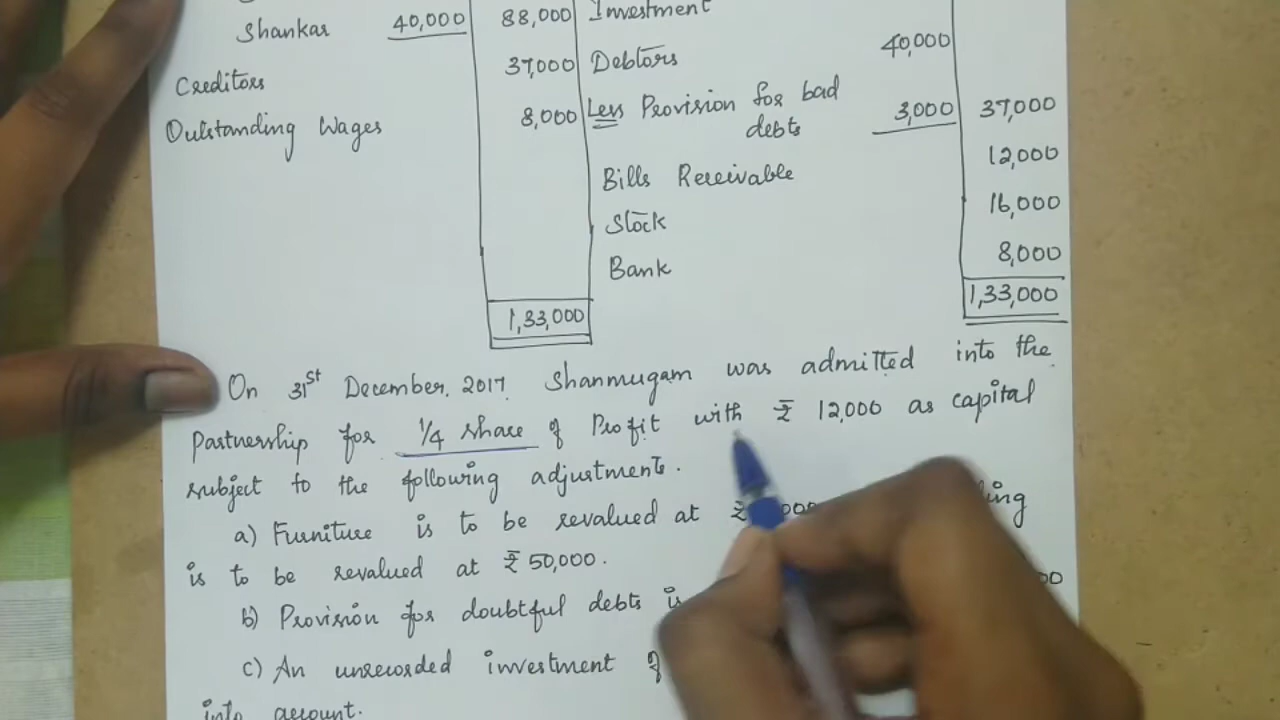 Shankar 40,000 88,000 Investment
Creditors 37,000 Debtors 40,000
Outstanding Wages 8,000 Less Provision for bad debts 3,000 37,000
Bills Receivable 12,000
Stock 16,000
Bank 8,000
1,33,000 1,33,000
On 31st December, 2017 Shanmugam was admitted into the
Partnership for 1/4 share of Profit with ₹ 12,000 as capital
subject to the following adjustments.
a) Furniture is to be revalued at ₹
is to be revalued at ₹ 50,000.
b) Provision for doubtful debts is
c) An unrecorded investment of
into account.